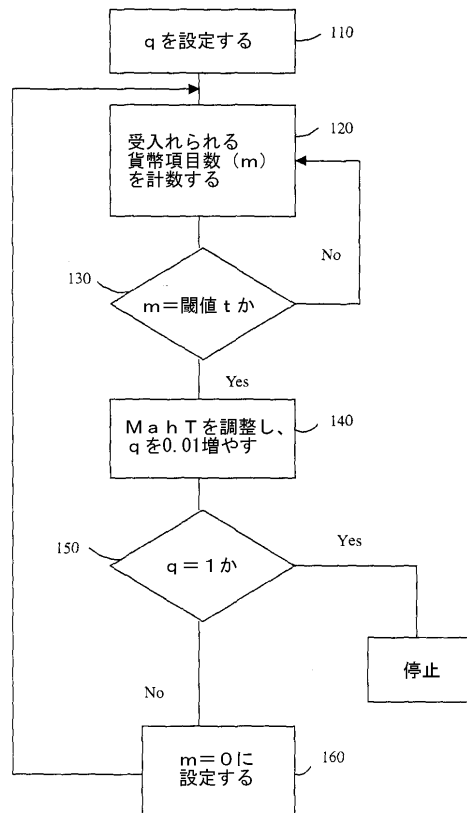 qを設定する
110
受入れられる
貨幣項目数（m）
を計数する
120
No
130
m＝閾値tか
Yes
MahTを調整し、
qを0.01増やす
140
150
q＝1か
Yes
停止
No
m＝0に
設定する
160